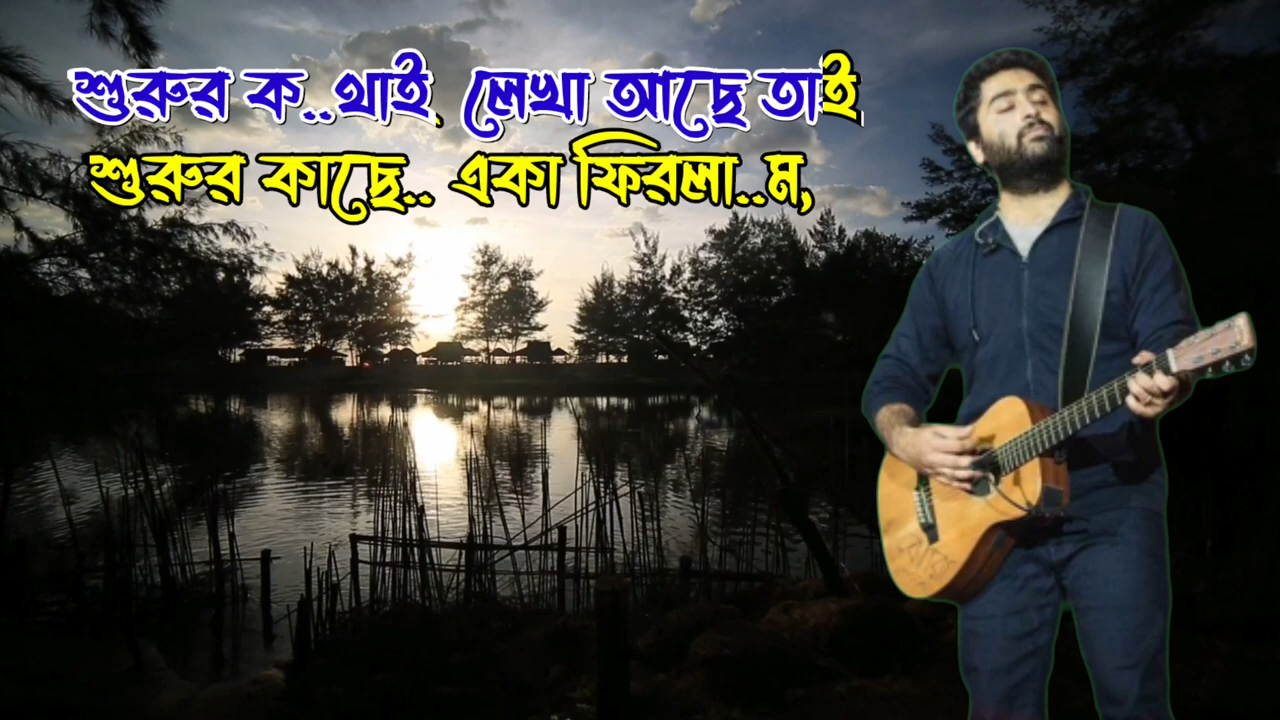 শুরুর ক..থাই, লেখা আছে তাই
শুরুর কাছে.. একা ফিরলা..ম,